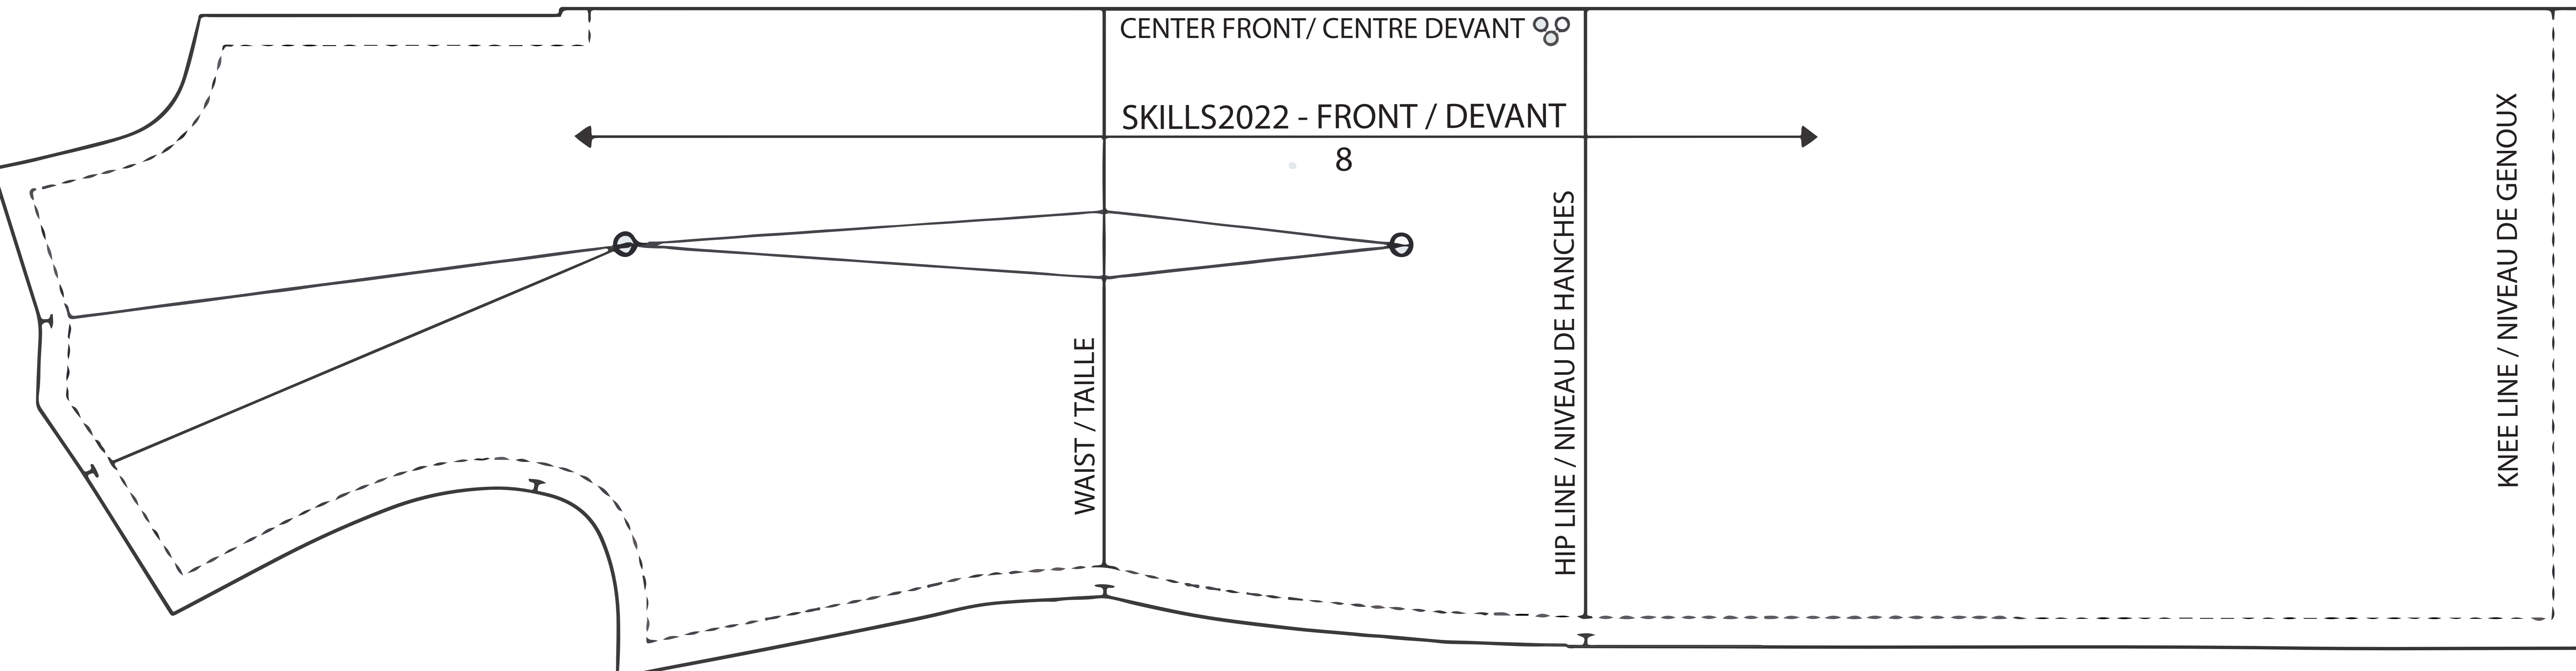 CENTER FRONT/ CENTRE DEVANT
SKILLS2022 - FRONT / DEVANT
8
WAIST / TAILLE
HIP LINE / NIVEAU DE HANCHES
KNEE LINE / NIVEAU DE GENOUX